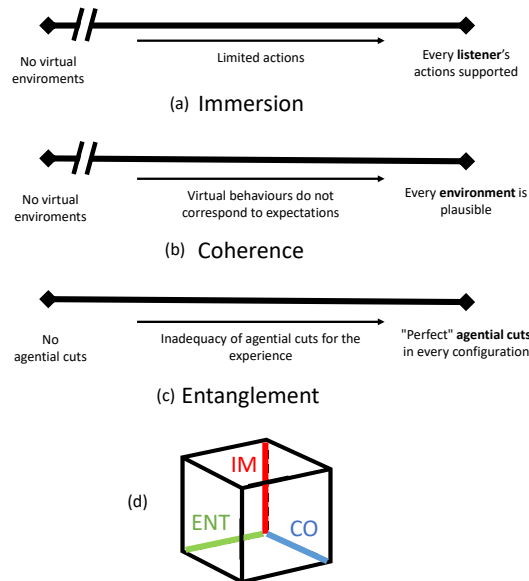 No virtual
enviroments
Limited actions
Every listener's
actions supported
(a) Immersion
No virtual
enviroments
Virtual behaviours do not
correspond to expectations
Every environment is
plausible
(b) Coherence
No
agential cuts
Inadequacy of agential cuts for the
experience
"Perfect" agential cuts
in every configuration
(c) Entanglement
(d)
IM
ENT
CO